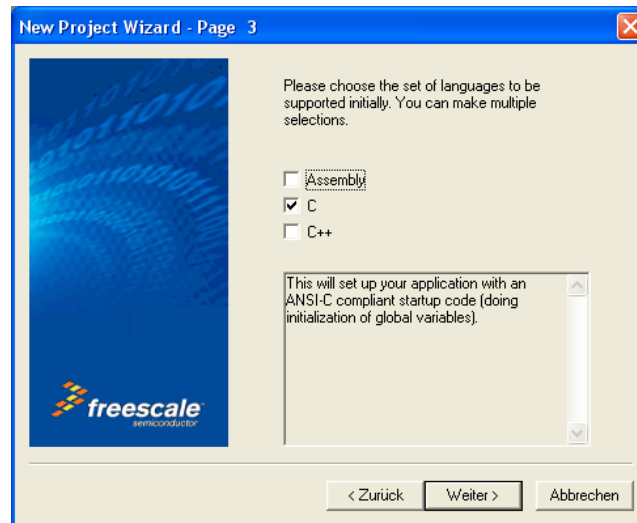 New Project Wizard - Page 3
Please choose the set of languages to be
supported initially. You can make multiple
selections.
Assembly
C
C++
This will set up your application with an
ANSI-C compliant startup code (doing
initialization of global variables).
freescale
semiconductor
< Zurück
Weiter >
Abbrechen